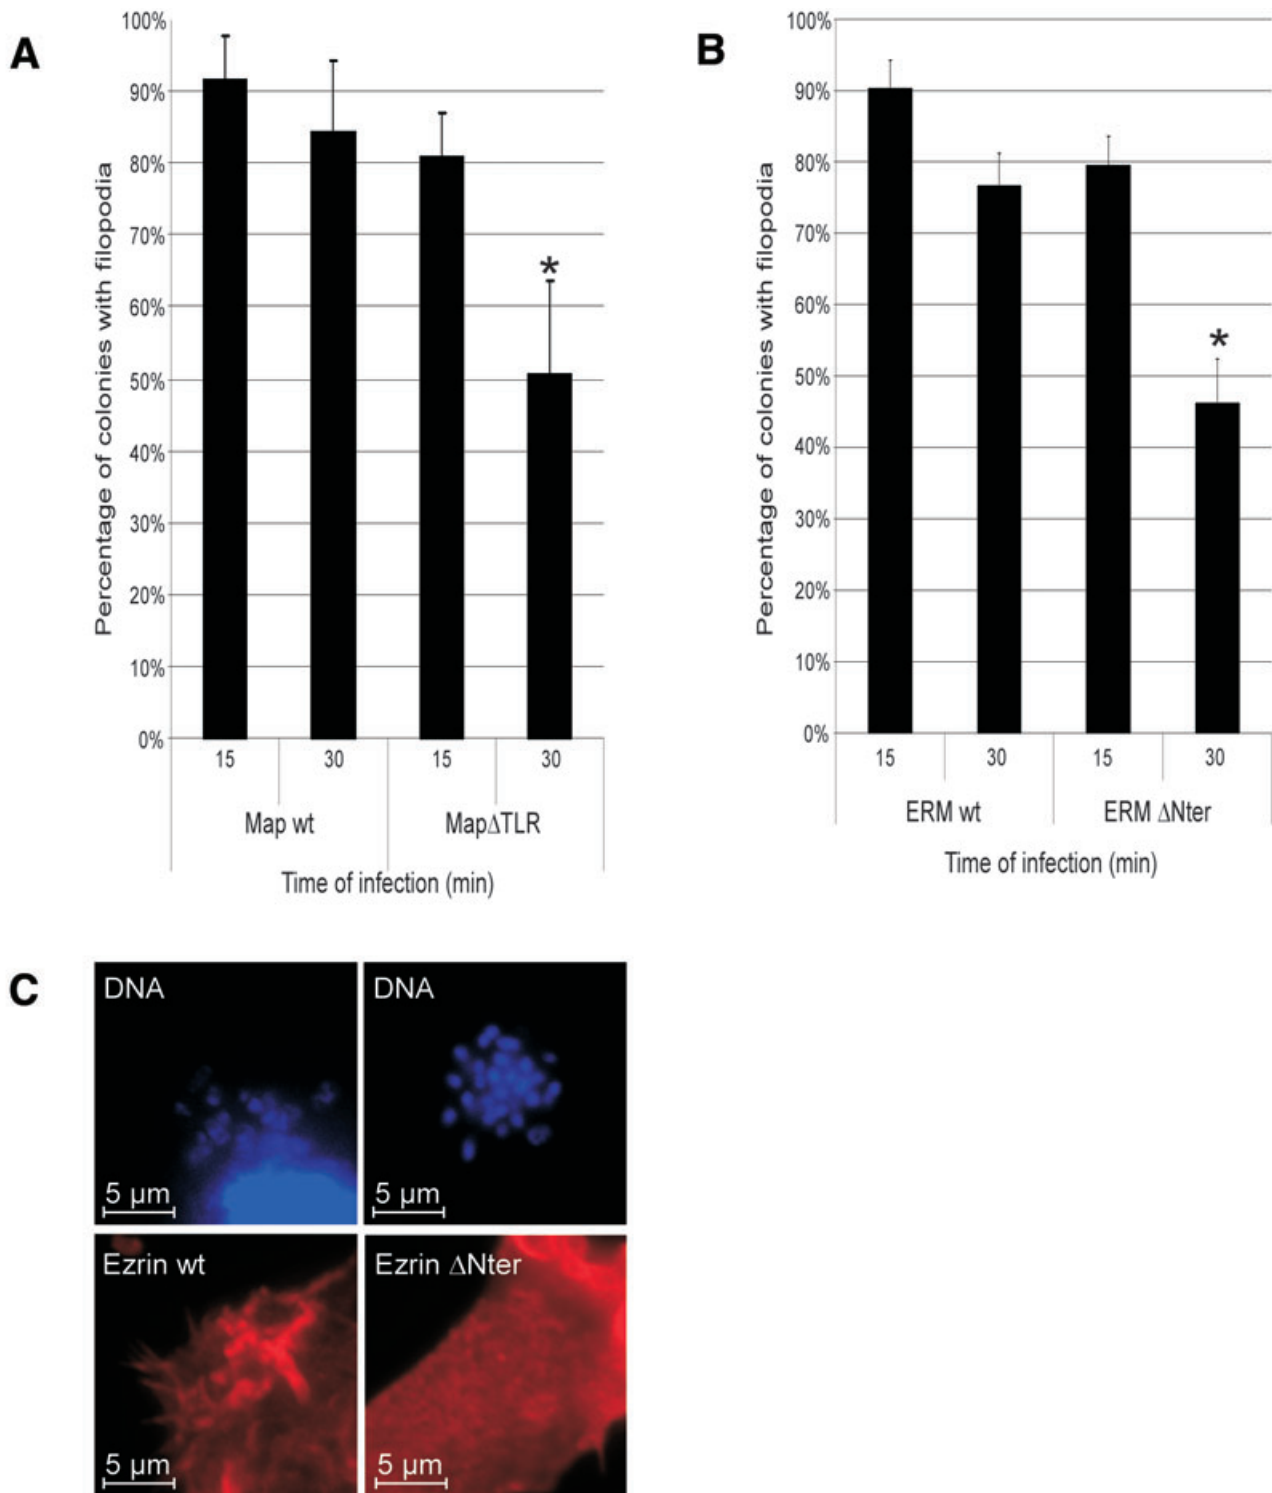 A
Percentage of colonies with filopodia
100%
90%
80%
70%
60%
50%
40%
30%
20%
10%
0%
*
15 30 15 30
Map wt MapΔTLR
Time of infection (min)
B
Percentage of colonies with filopodia
100%
90%
80%
70%
60%
50%
40%
30%
20%
10%
0%
*
15 30 15 30
ERM wt ERM ΔNter
Time of infection (min)
C
DNA
5 µm
DNA
5 µm
Ezrin wt
5 µm
Ezrin ΔNter
5 µm